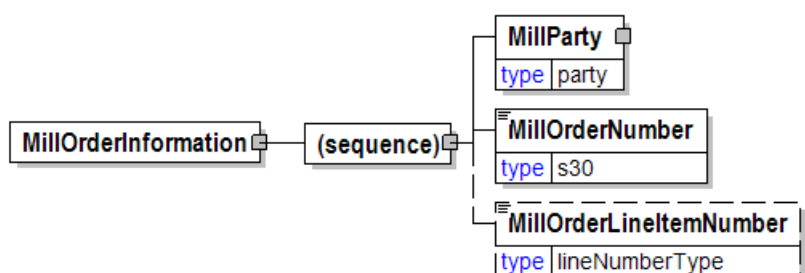 MillParty
type party
MillOrderInformation
(sequence)
MillOrderNumber
type s30
MillOrderLineItemNumber
type lineNumberType